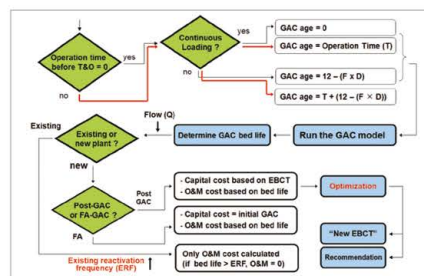 Operation time
before T&O = 0
yes
no
Continuous
Loading ?
yes
no
GAC age = 0
GAC age = Operation Time (T)
GAC age = 12 – (F x D)
GAC age = T + (12 – (F × D))
Existing
Existing or
new plant ?
new
Flow (Q)
Determine GAC bed life
Run the GAC model
Post-GAC
or FA-GAC ?
Post
GAC
FA
- Capital cost based on EBCT
- O&M cost based on bed life
- Capital cost = initial GAC
- O&M cost based on bed life
Optimization
"New EBCT"
Recommendation
Existing reactivation
frequency (ERF)
Only O&M cost calculated
(if bed life > ERF, O&M = 0)